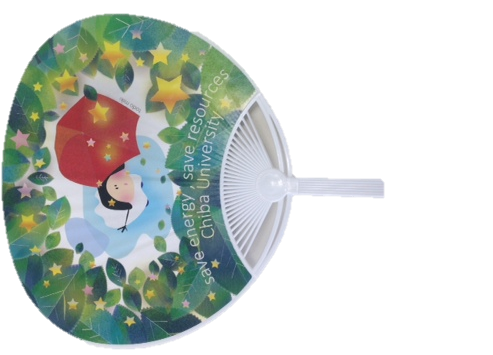 save energy , save resources
Chiba University